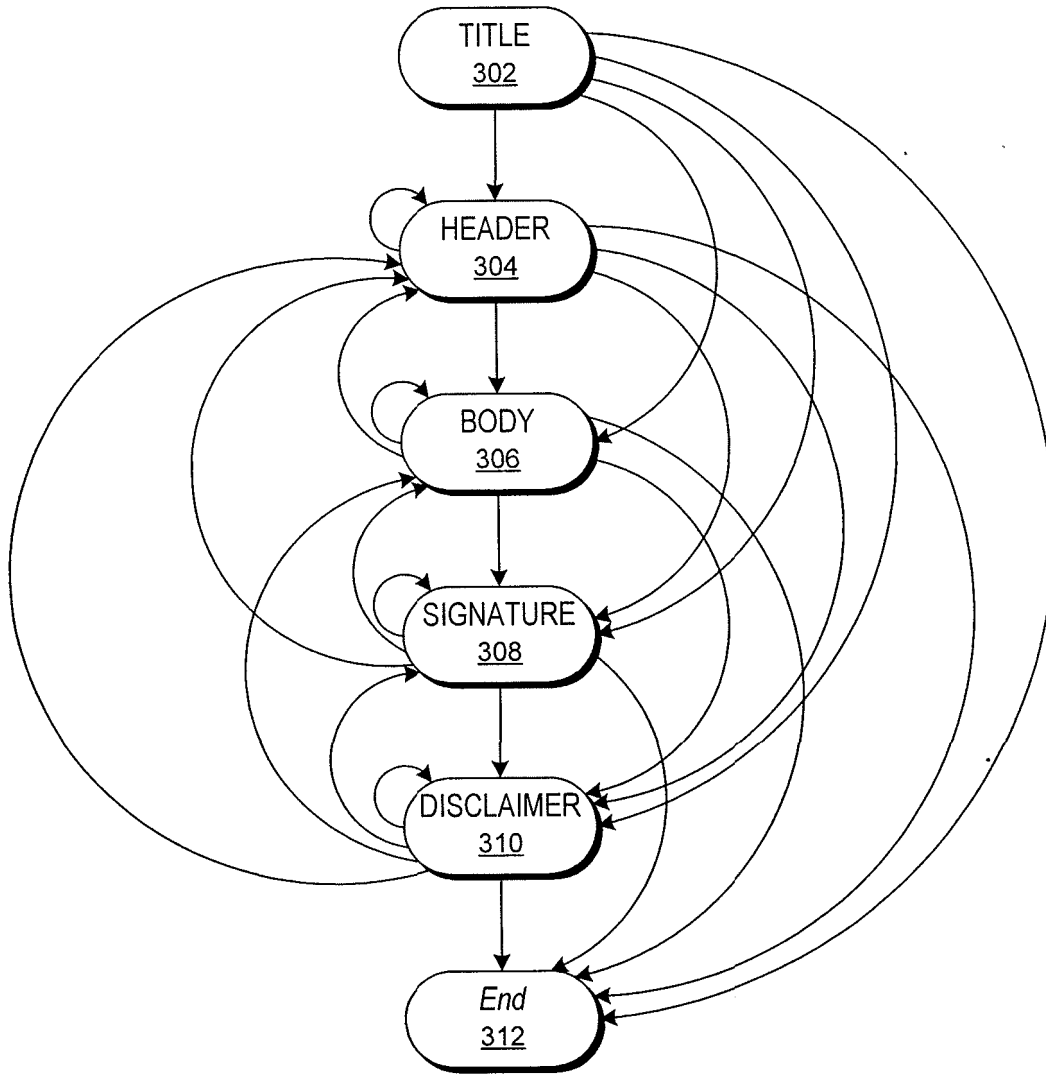 TITLE
302
HEADER
304
BODY
306
SIGNATURE
308
DISCLAIMER
310
End
312